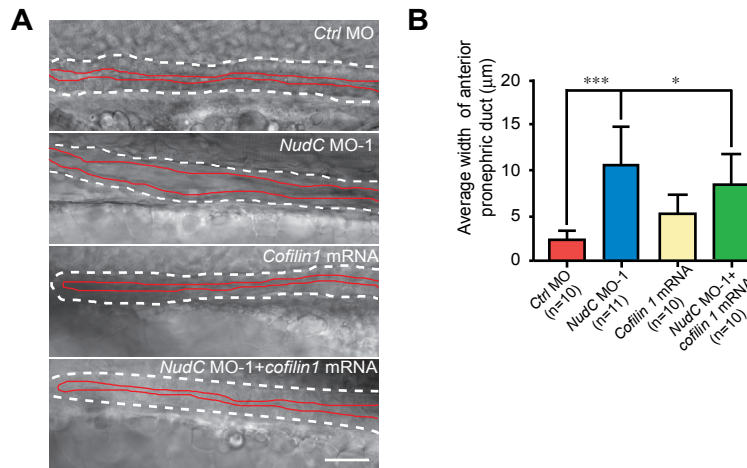 A
Ctrl MO
NudC MO-1
Cofilin1 mRNA
NudC MO-1+cofilin1 mRNA
B
Average width of anterior
pronephric duct (μm)
20
15
10
5
0
***
*
Ctrl MO
(n=10)
NudC MO-1
(n=11)
Cofilin 1 mRNA
(n=10)
NudC MO-1+
cofilin 1 mRNA
(n=10)